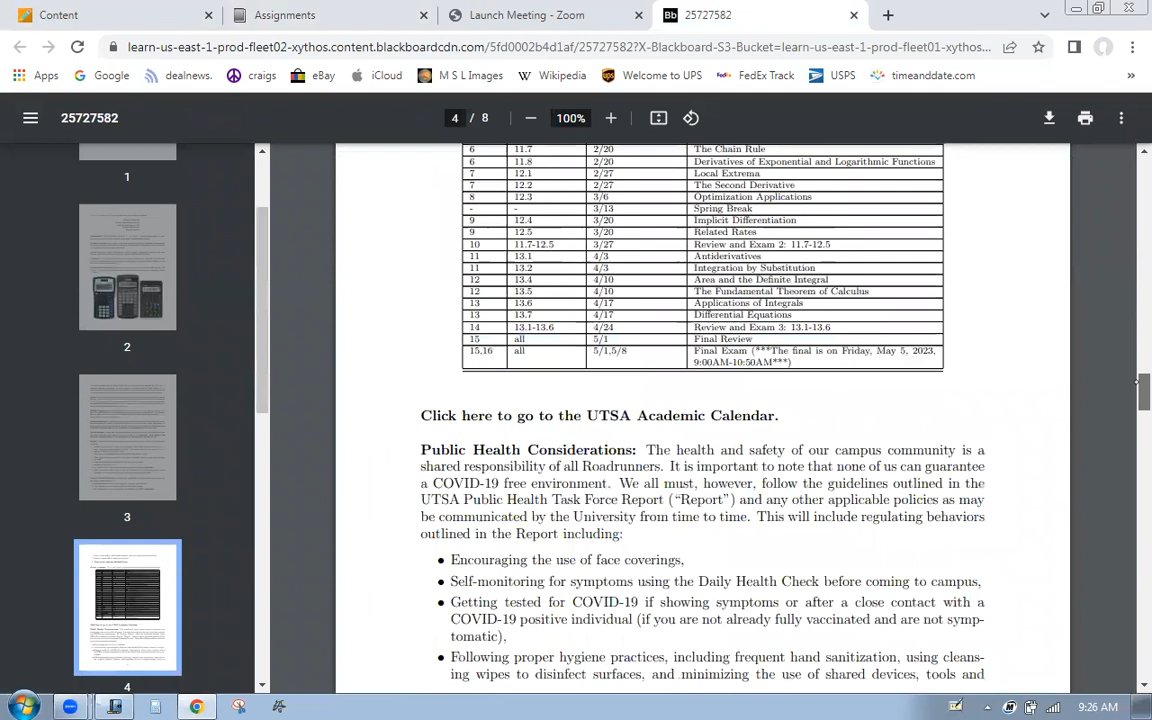 Content
Assignments
Launch Meeting - Zoom
25727582
learn-us-east-1-prod-fleet02-xythos.content.blackboardcdn.com/5fd0002b4d1af/25727582?X-Blackboard-S3-Bucket=learn-us-east-1-prod-fleet01-xythos...
Apps
Google
dealnews.
craigs
eBay
iCloud
M S L Images
Wikipedia
Welcome to UPS
FedEx Track
USPS
timeanddate.com
25727582
4 / 8
100%
1
2
3
4
6 11.7 2/20 The Chain Rule
6 11.8 2/20 Derivatives of Exponential and Logarithmic Functions
7 12.1 2/27 Local Extrema
7 12.2 2/27 The Second Derivative
8 12.3 3/6 Optimization Applications
- - 3/13 Spring Break
9 12.4 3/20 Implicit Differentiation
9 12.5 3/20 Related Rates
10 11.7-12.5 3/27 Review and Exam 2: 11.7-12.5
11 13.1 4/3 Antiderivatives
11 13.2 4/3 Integration by Substitution
12 13.4 4/10 Area and the Definite Integral
12 13.5 4/10 The Fundamental Theorem of Calculus
13 13.6 4/17 Applications of Integrals
13 13.7 4/17 Differential Equations
14 13.1-13.6 4/24 Review and Exam 3: 13.1-13.6
15 all 5/1 Final Review
15,16 all 5/1,5/8 Final Exam (***The final is on Friday, May 5, 2023,
9:00AM-10:50AM***)
Click here to go to the UTSA Academic Calendar.
Public Health Considerations: The health and safety of our campus community is a
shared responsibility of all Roadrunners. It is important to note that none of us can guarantee
a COVID-19 free environment. We all must, however, follow the guidelines outlined in the
UTSA Public Health Task Force Report (“Report”) and any other applicable policies as may
be communicated by the University from time to time. This will include regulating behaviors
outlined in the Report including:
• Encouraging the use of face coverings,
• Self-monitoring for symptoms using the Daily Health Check before coming to campus,
• Getting tested for COVID-19 if showing symptoms or after a close contact with a
COVID-19 positive individual (if you are not already fully vaccinated and are not symp-
tomatic),
• Following proper hygiene practices, including frequent hand sanitization, using cleans-
ing wipes to disinfect surfaces, and minimizing the use of shared devices, tools and
9:26 AM